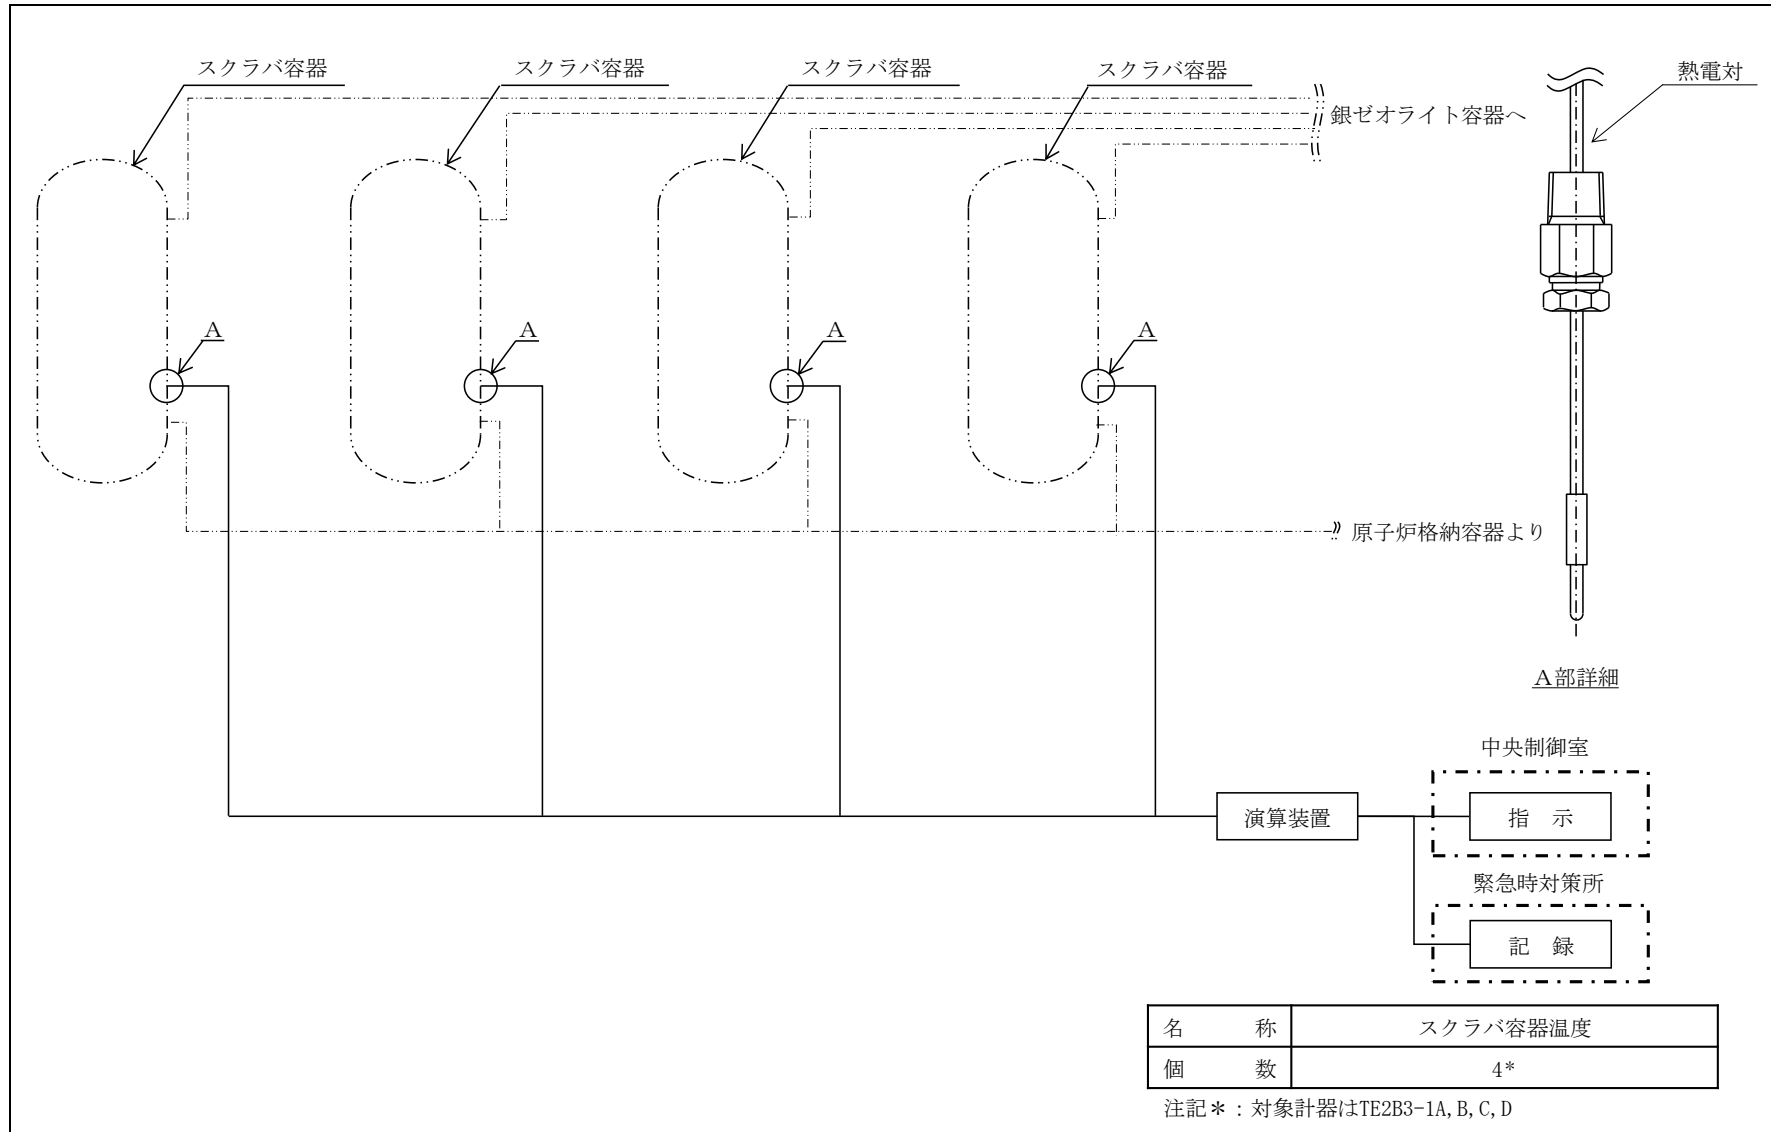 スクラバ容器
スクラバ容器
スクラバ容器
スクラバ容器
熱電対
銀ゼオライト容器へ
A
A
A
A
原子炉格納容器より
A部詳細
中央制御室
演算装置
指 示
緊急時対策所
記 録
名 称 スクラバ容器温度
個 数 4*
注記*:対象計器はTE2B3-1A,B,C,D